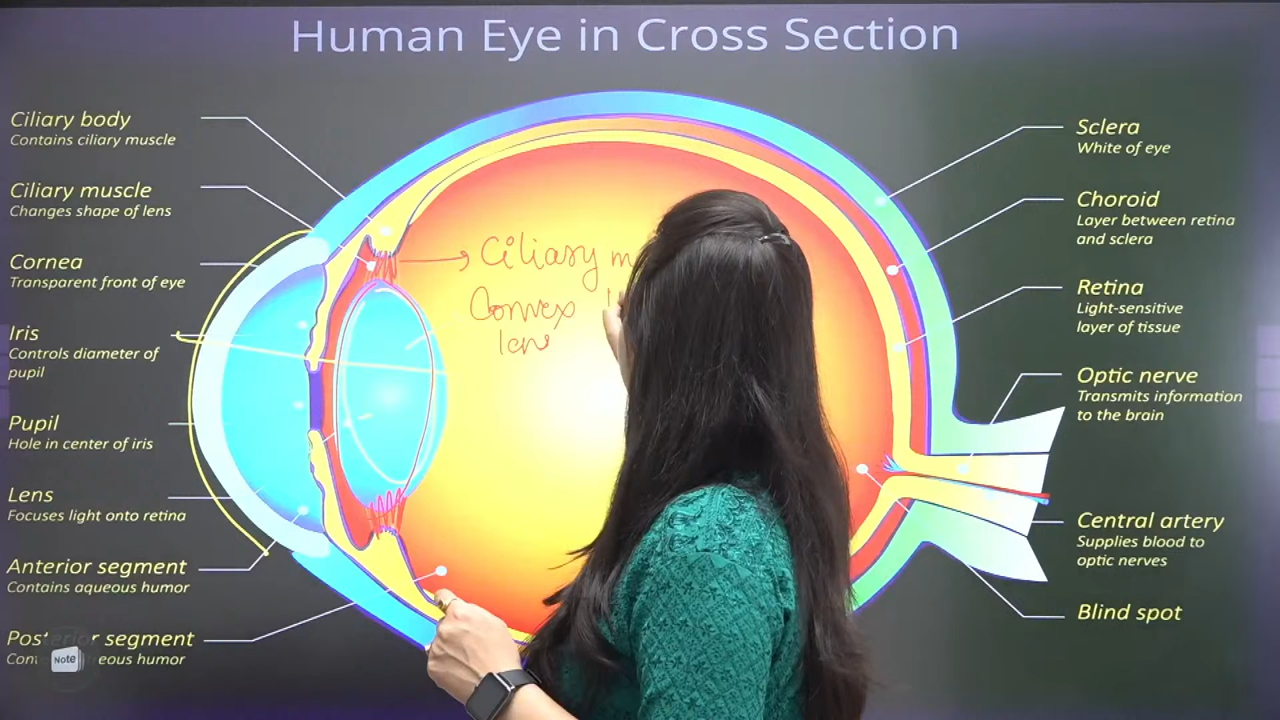 Human Eye in Cross Section
Ciliary body
Contains ciliary muscle
Ciliary muscle
Changes shape of lens
Cornea
Transparent front of eye
Iris
Controls diameter of
pupil
Pupil
Hole in center of iris
Lens
Focuses light onto retina
Anterior segment
Contains aqueous humor
segment
humor
Note
Ciliary
Convex
lens
Sclera
White of eye
Choroid
Layer between retina
and sclera
Retina
Light-sensitive
layer of tissue
Optic nerve
Transmits information
to the brain
Central artery
Supplies blood to
optic nerves
Blind spot